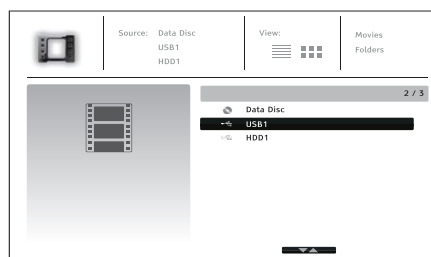 Source: Data Disc
USB1
HDD1
View:
Movies
Folders
2 / 3
Data Disc
USB1
HDD1